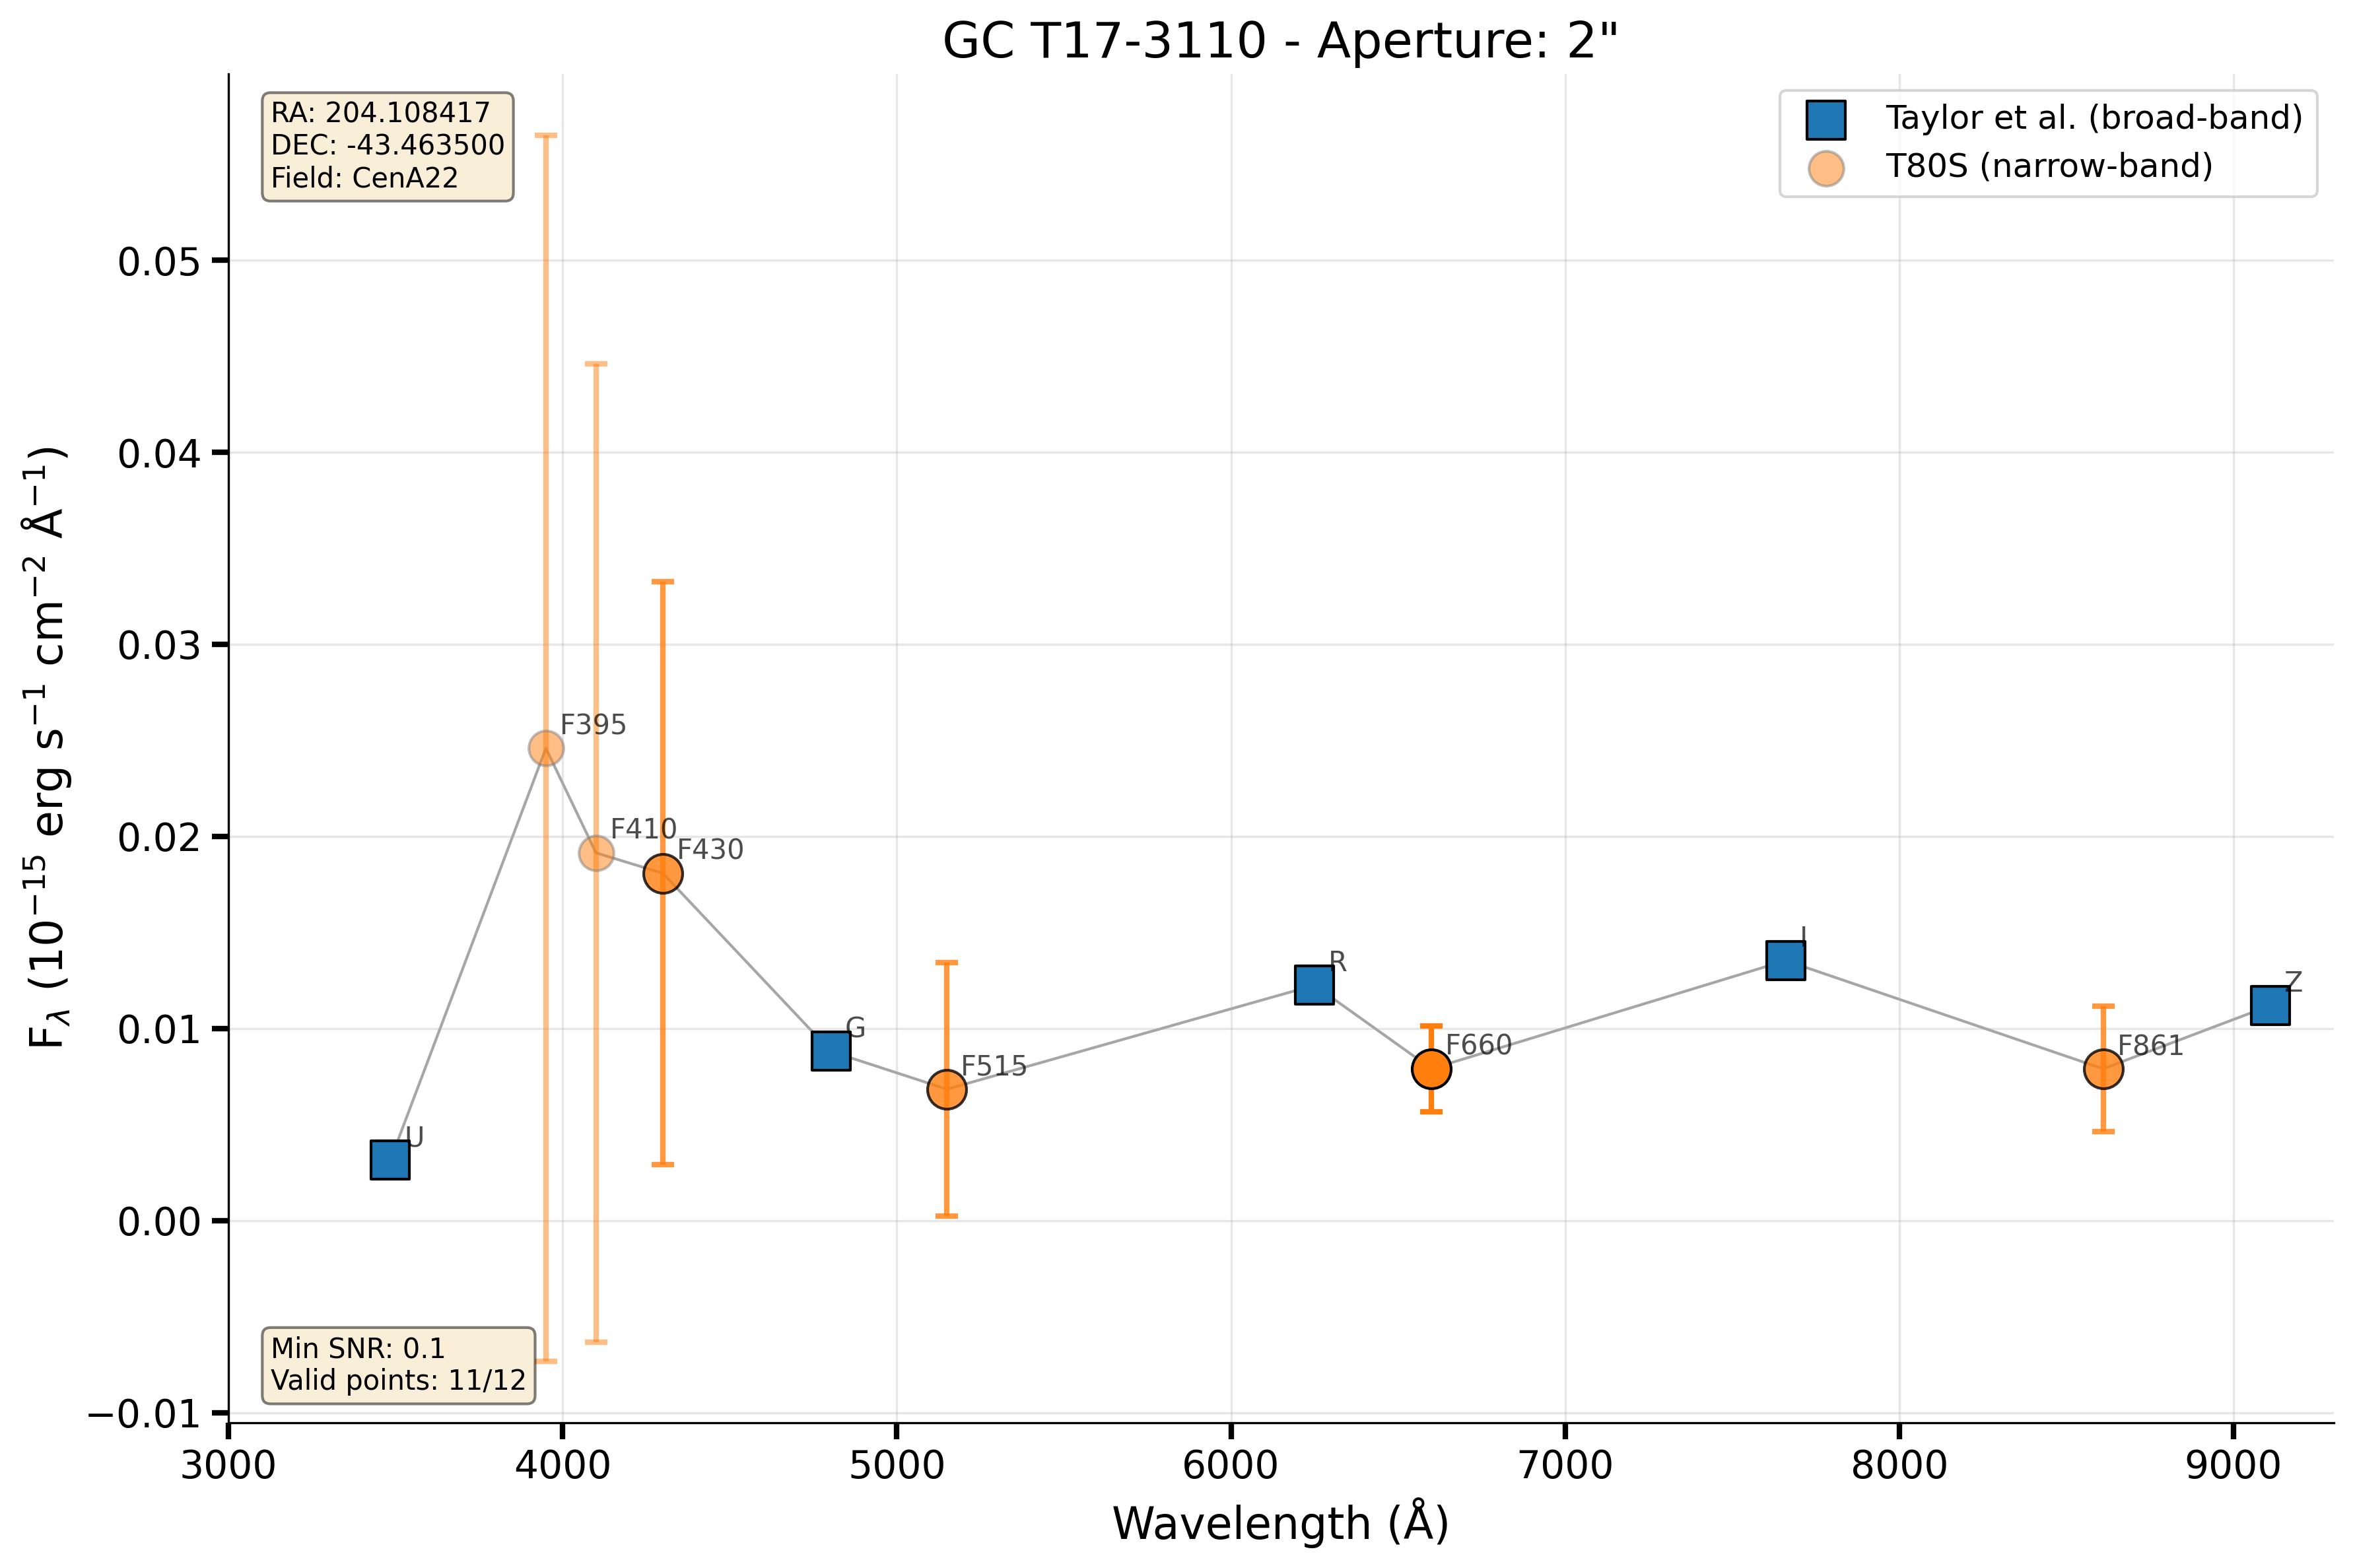 GC T17-3110 - Aperture: 2"
RA: 204.108417
DEC: -43.463500
Field: CenA22
Taylor et al. (broad-band)
T80S (narrow-band)
F_λ (10^−15 erg s^−1 cm^−2 Å^−1)
0.05
0.04
0.03
0.02
0.01
0.00
−0.01
U
F395
F410
F430
G
F515
R
F660
I
F861
Z
Min SNR: 0.1
Valid points: 11/12
3000 4000 5000 6000 7000 8000 9000
Wavelength (Å)